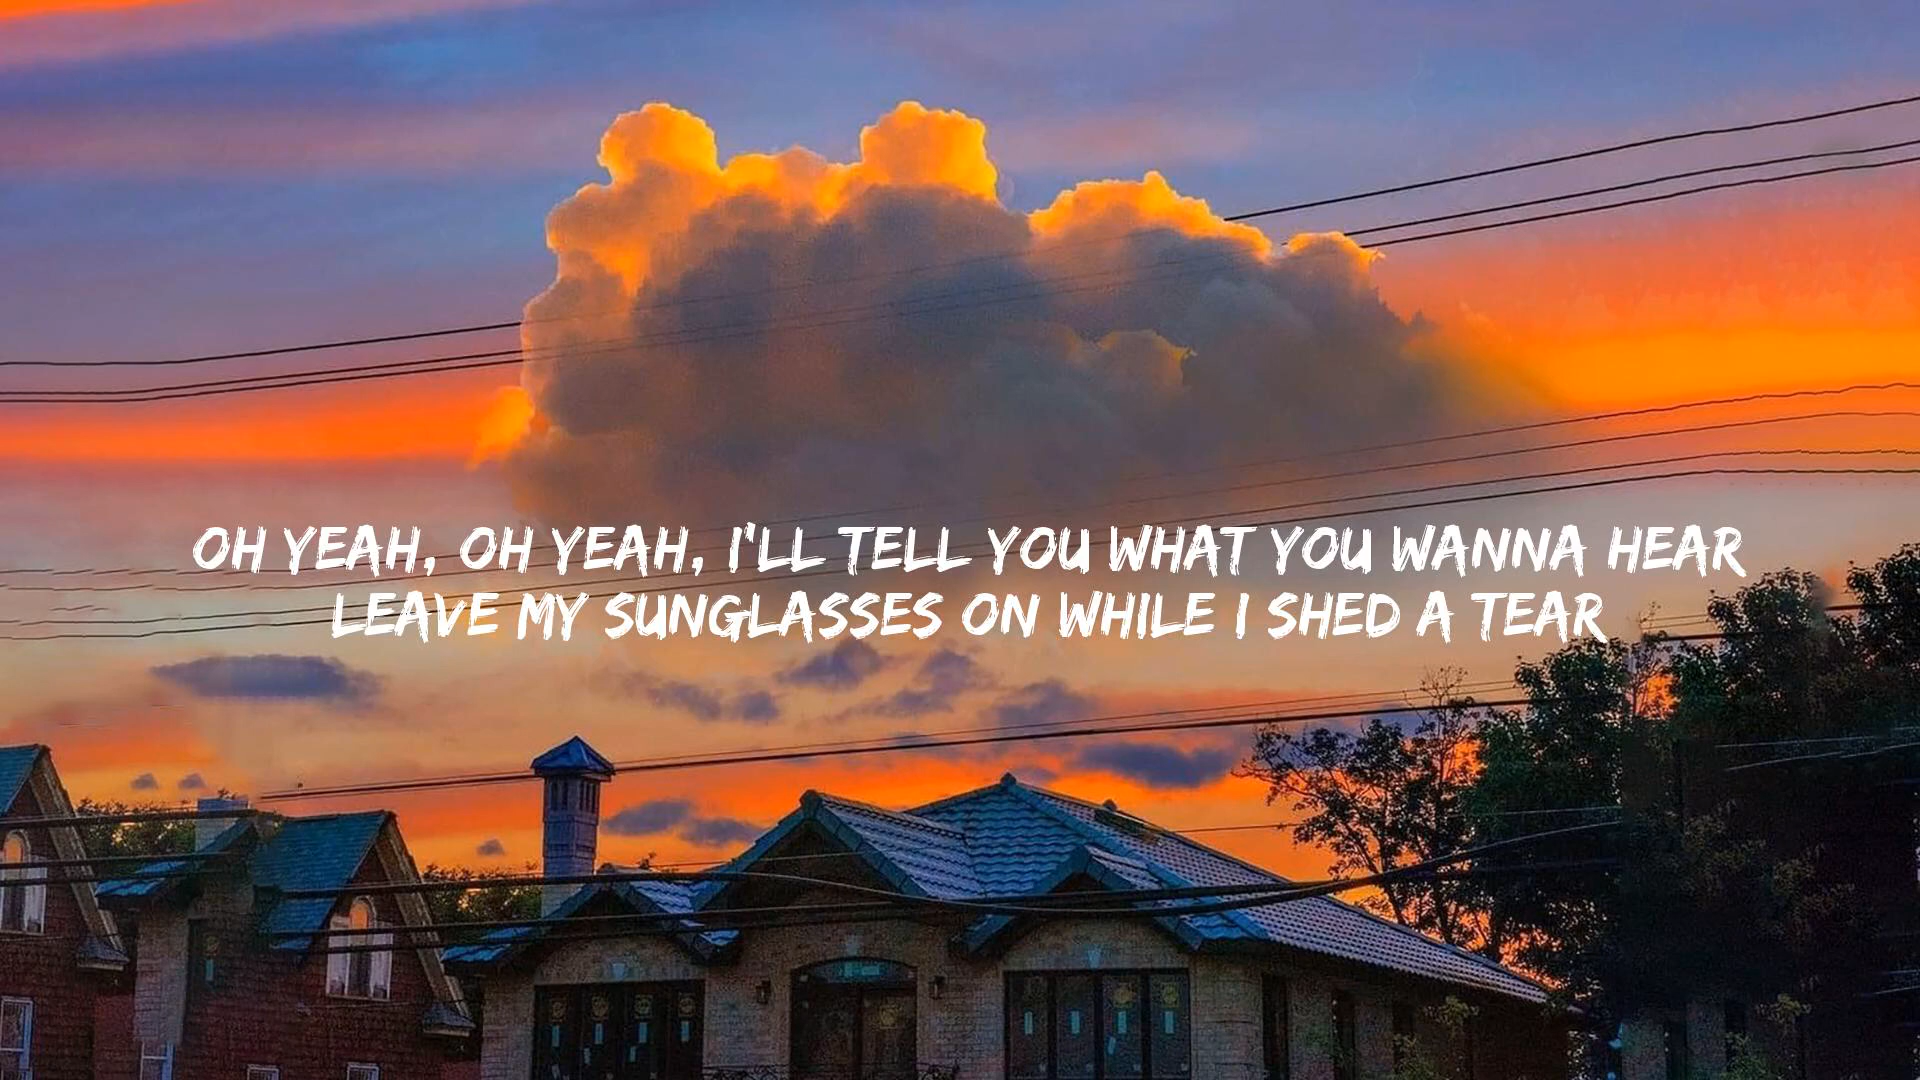 OH YEAH, OH YEAH, I'LL TELL YOU WHAT YOU WANNA HEAR
LEAVE MY SUNGLASSES ON WHILE I SHED A TEAR